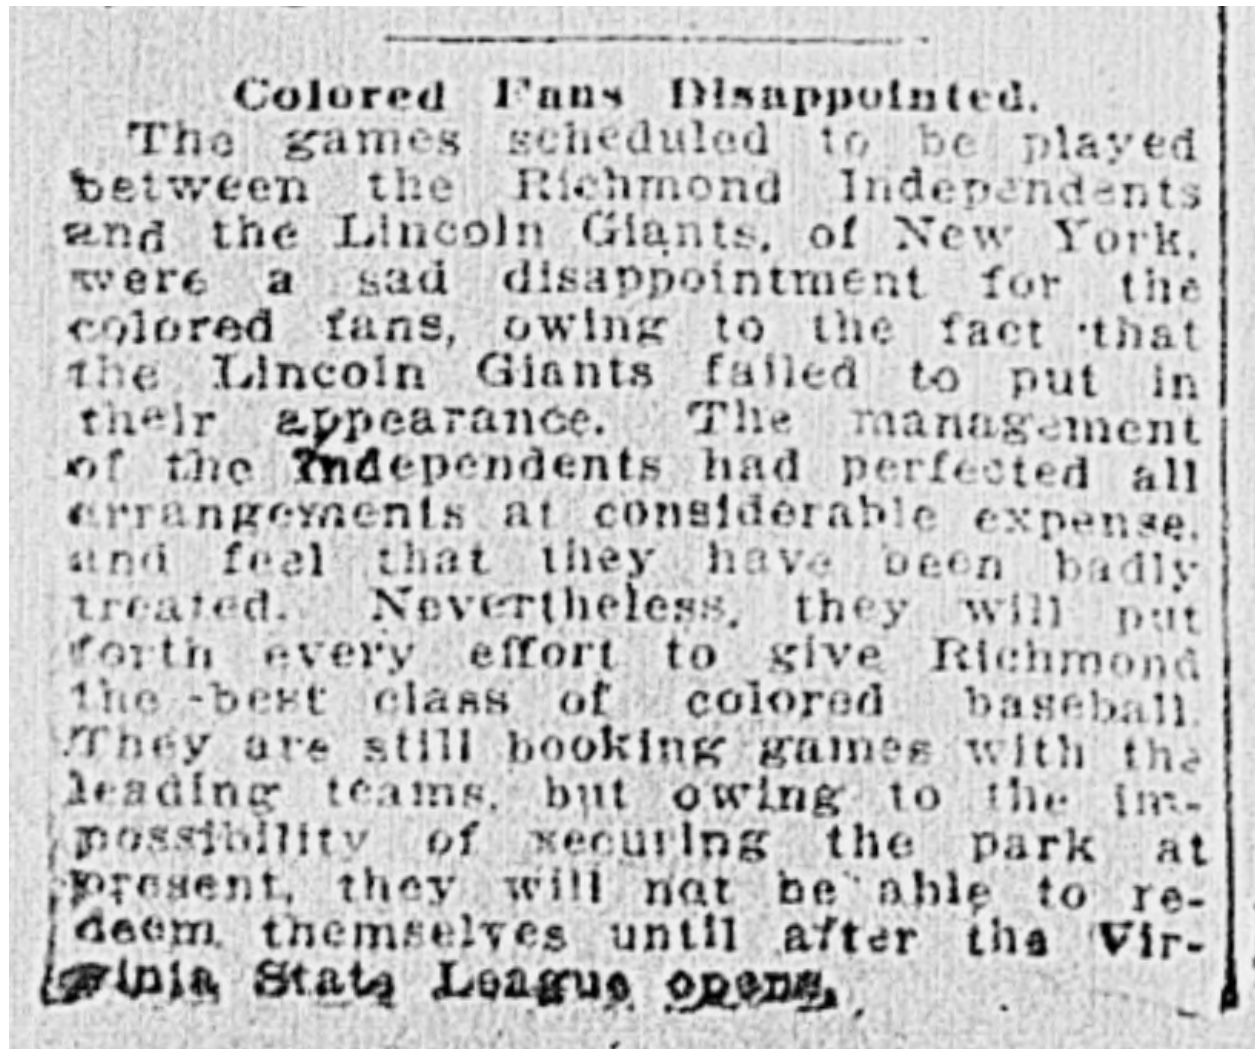 Colored Fans Disappointed.
The games scheduled to be played
between the Richmond Independents
and the Lincoln Giants, of New York,
were a sad disappointment for the
colored fans, owing to the fact that
the Lincoln Giants failed to put in
their appearance. The management
of the Independents had perfected all
arrangements at considerable expense,
and feel that they have been badly
treated. Nevertheless, they will put
forth every effort to give Richmond
the best class of colored baseball.
They are still booking games with the
leading teams, but owing to the im-
possibility of securing the park at
present, they will not be able to re-
deem themselves until after the Vir-
ginia State League opens.